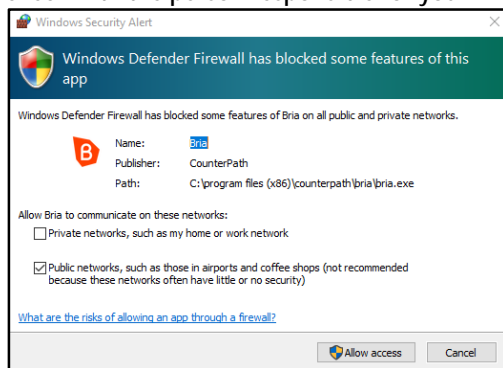 Windows Security Alert
Windows Defender Firewall has blocked some features of this
app
Windows Defender Firewall has blocked some features of Bria on all public and private networks.
B
Name: Bria
Publisher: CounterPath
Path: C:\program files (x86)\counterpath\bria\bria.exe
Allow Bria to communicate on these networks:
Private networks, such as my home or work network
Public networks, such as those in airports and coffee shops (not recommended
because these networks often have little or no security)
What are the risks of allowing an app through a firewall?
Allow access Cancel